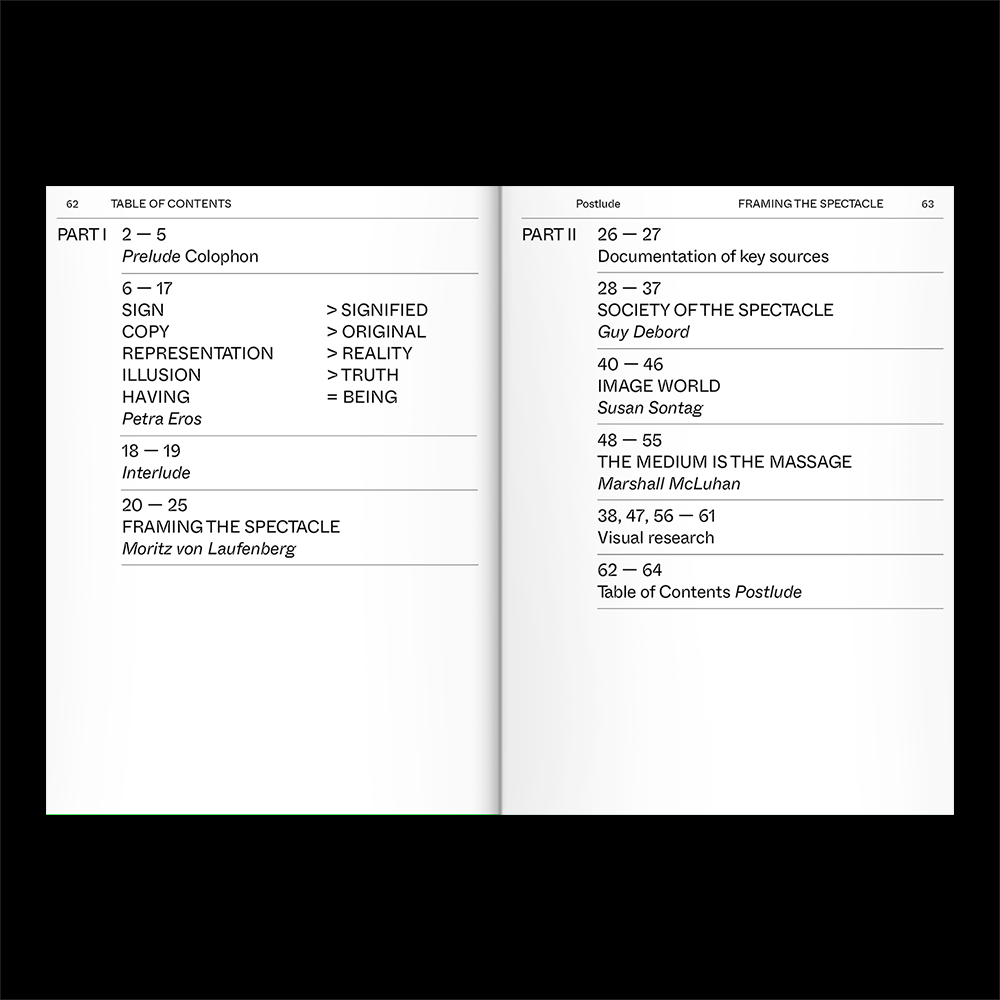 62 TABLE OF CONTENTS
PART I 2 — 5
Prelude Colophon
6 — 17
SIGN > SIGNIFIED
COPY > ORIGINAL
REPRESENTATION > REALITY
ILLUSION > TRUTH
HAVING = BEING
Petra Eros
18 — 19
Interlude
20 — 25
FRAMING THE SPECTACLE
Moritz von Laufenberg
Postlude FRAMING THE SPECTACLE 63
PART II 26 — 27
Documentation of key sources
28 — 37
SOCIETY OF THE SPECTACLE
Guy Debord
40 — 46
IMAGE WORLD
Susan Sontag
48 — 55
THE MEDIUM IS THE MASSAGE
Marshall McLuhan
38, 47, 56 — 61
Visual research
62 — 64
Table of Contents Postlude